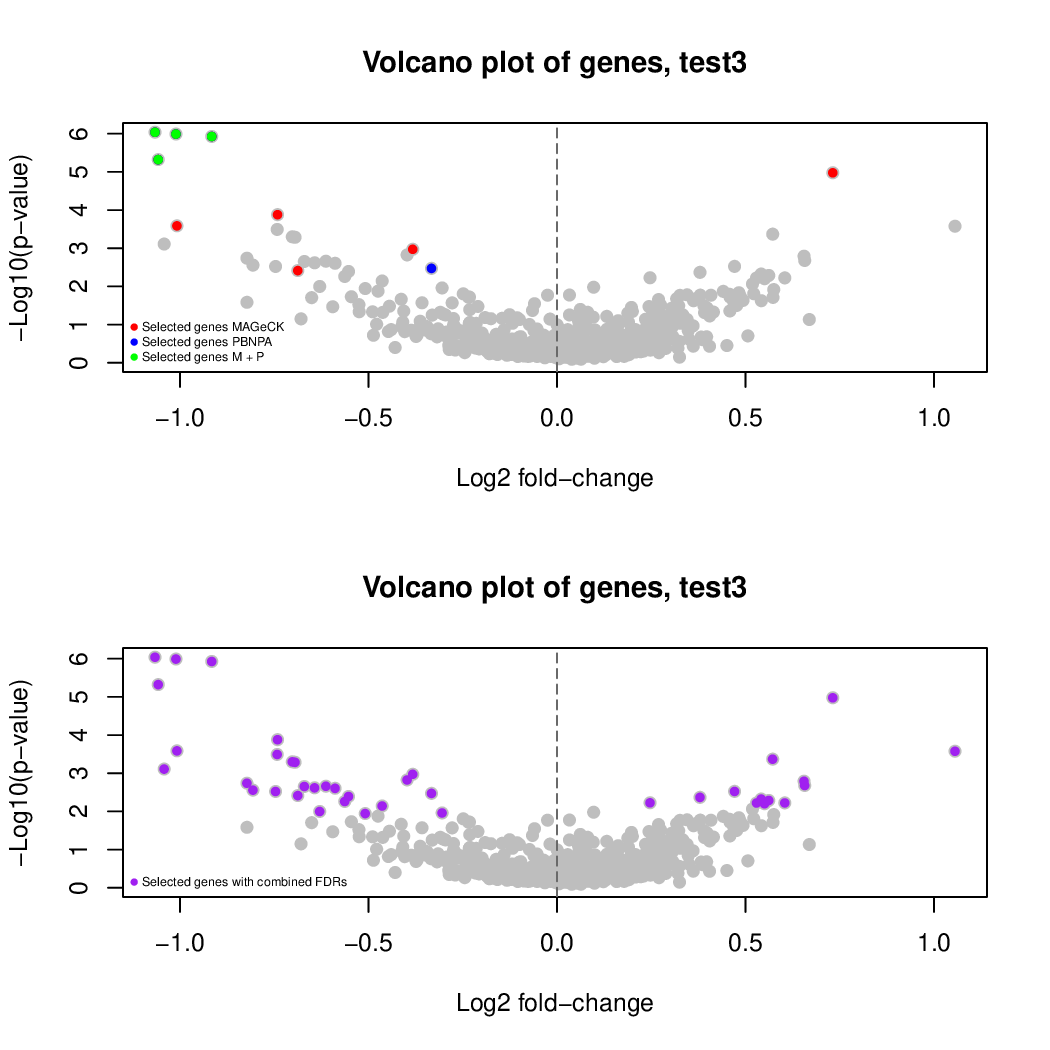 Volcano plot of genes, test3
−Log10(p−value)
6
5
4
3
2
1
0
Selected genes MAGeCK
Selected genes PBNPA
Selected genes M + P
−1.0 −0.5 0.0 0.5 1.0
Log2 fold−change
Volcano plot of genes, test3
−Log10(p−value)
6
5
4
3
2
1
0
Selected genes with combined FDRs
−1.0 −0.5 0.0 0.5 1.0
Log2 fold−change